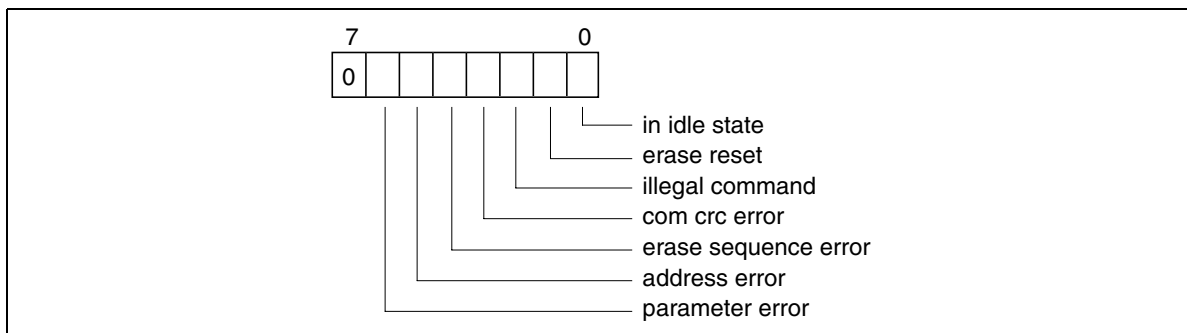 7 0
0
in idle state
erase reset
illegal command
com crc error
erase sequence error
address error
parameter error